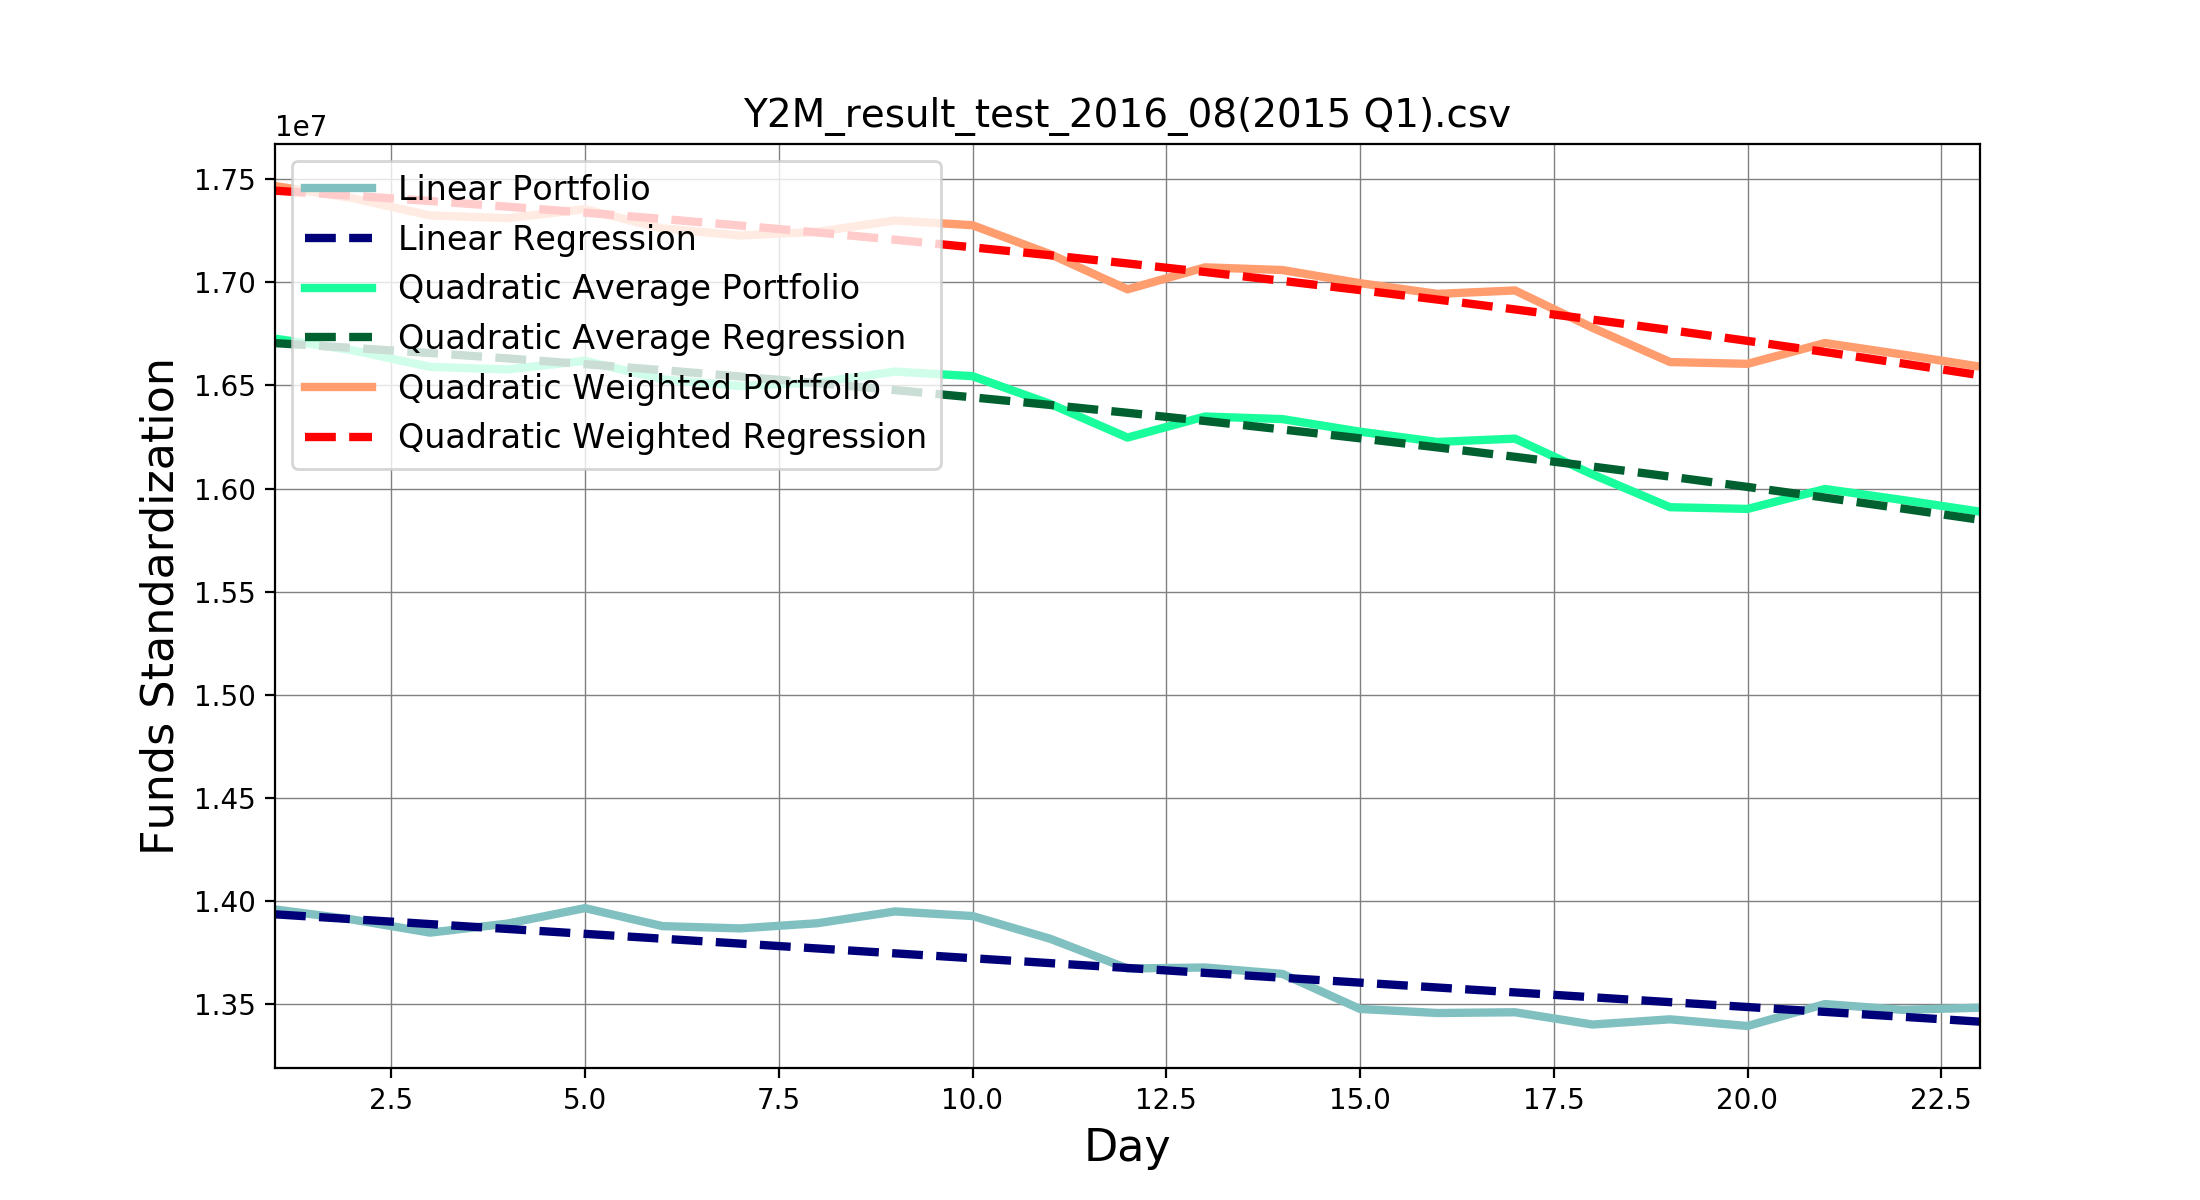 Y2M_result_test_2016_08(2015 Q1).csv
1e7
1.75
1.70
1.65
1.60
1.55
1.50
1.45
1.40
1.35
Funds Standardization
Linear Portfolio
Linear Regression
Quadratic Average Portfolio
Quadratic Average Regression
Quadratic Weighted Portfolio
Quadratic Weighted Regression
2.5 5.0 7.5 10.0 12.5 15.0 17.5 20.0 22.5
Day